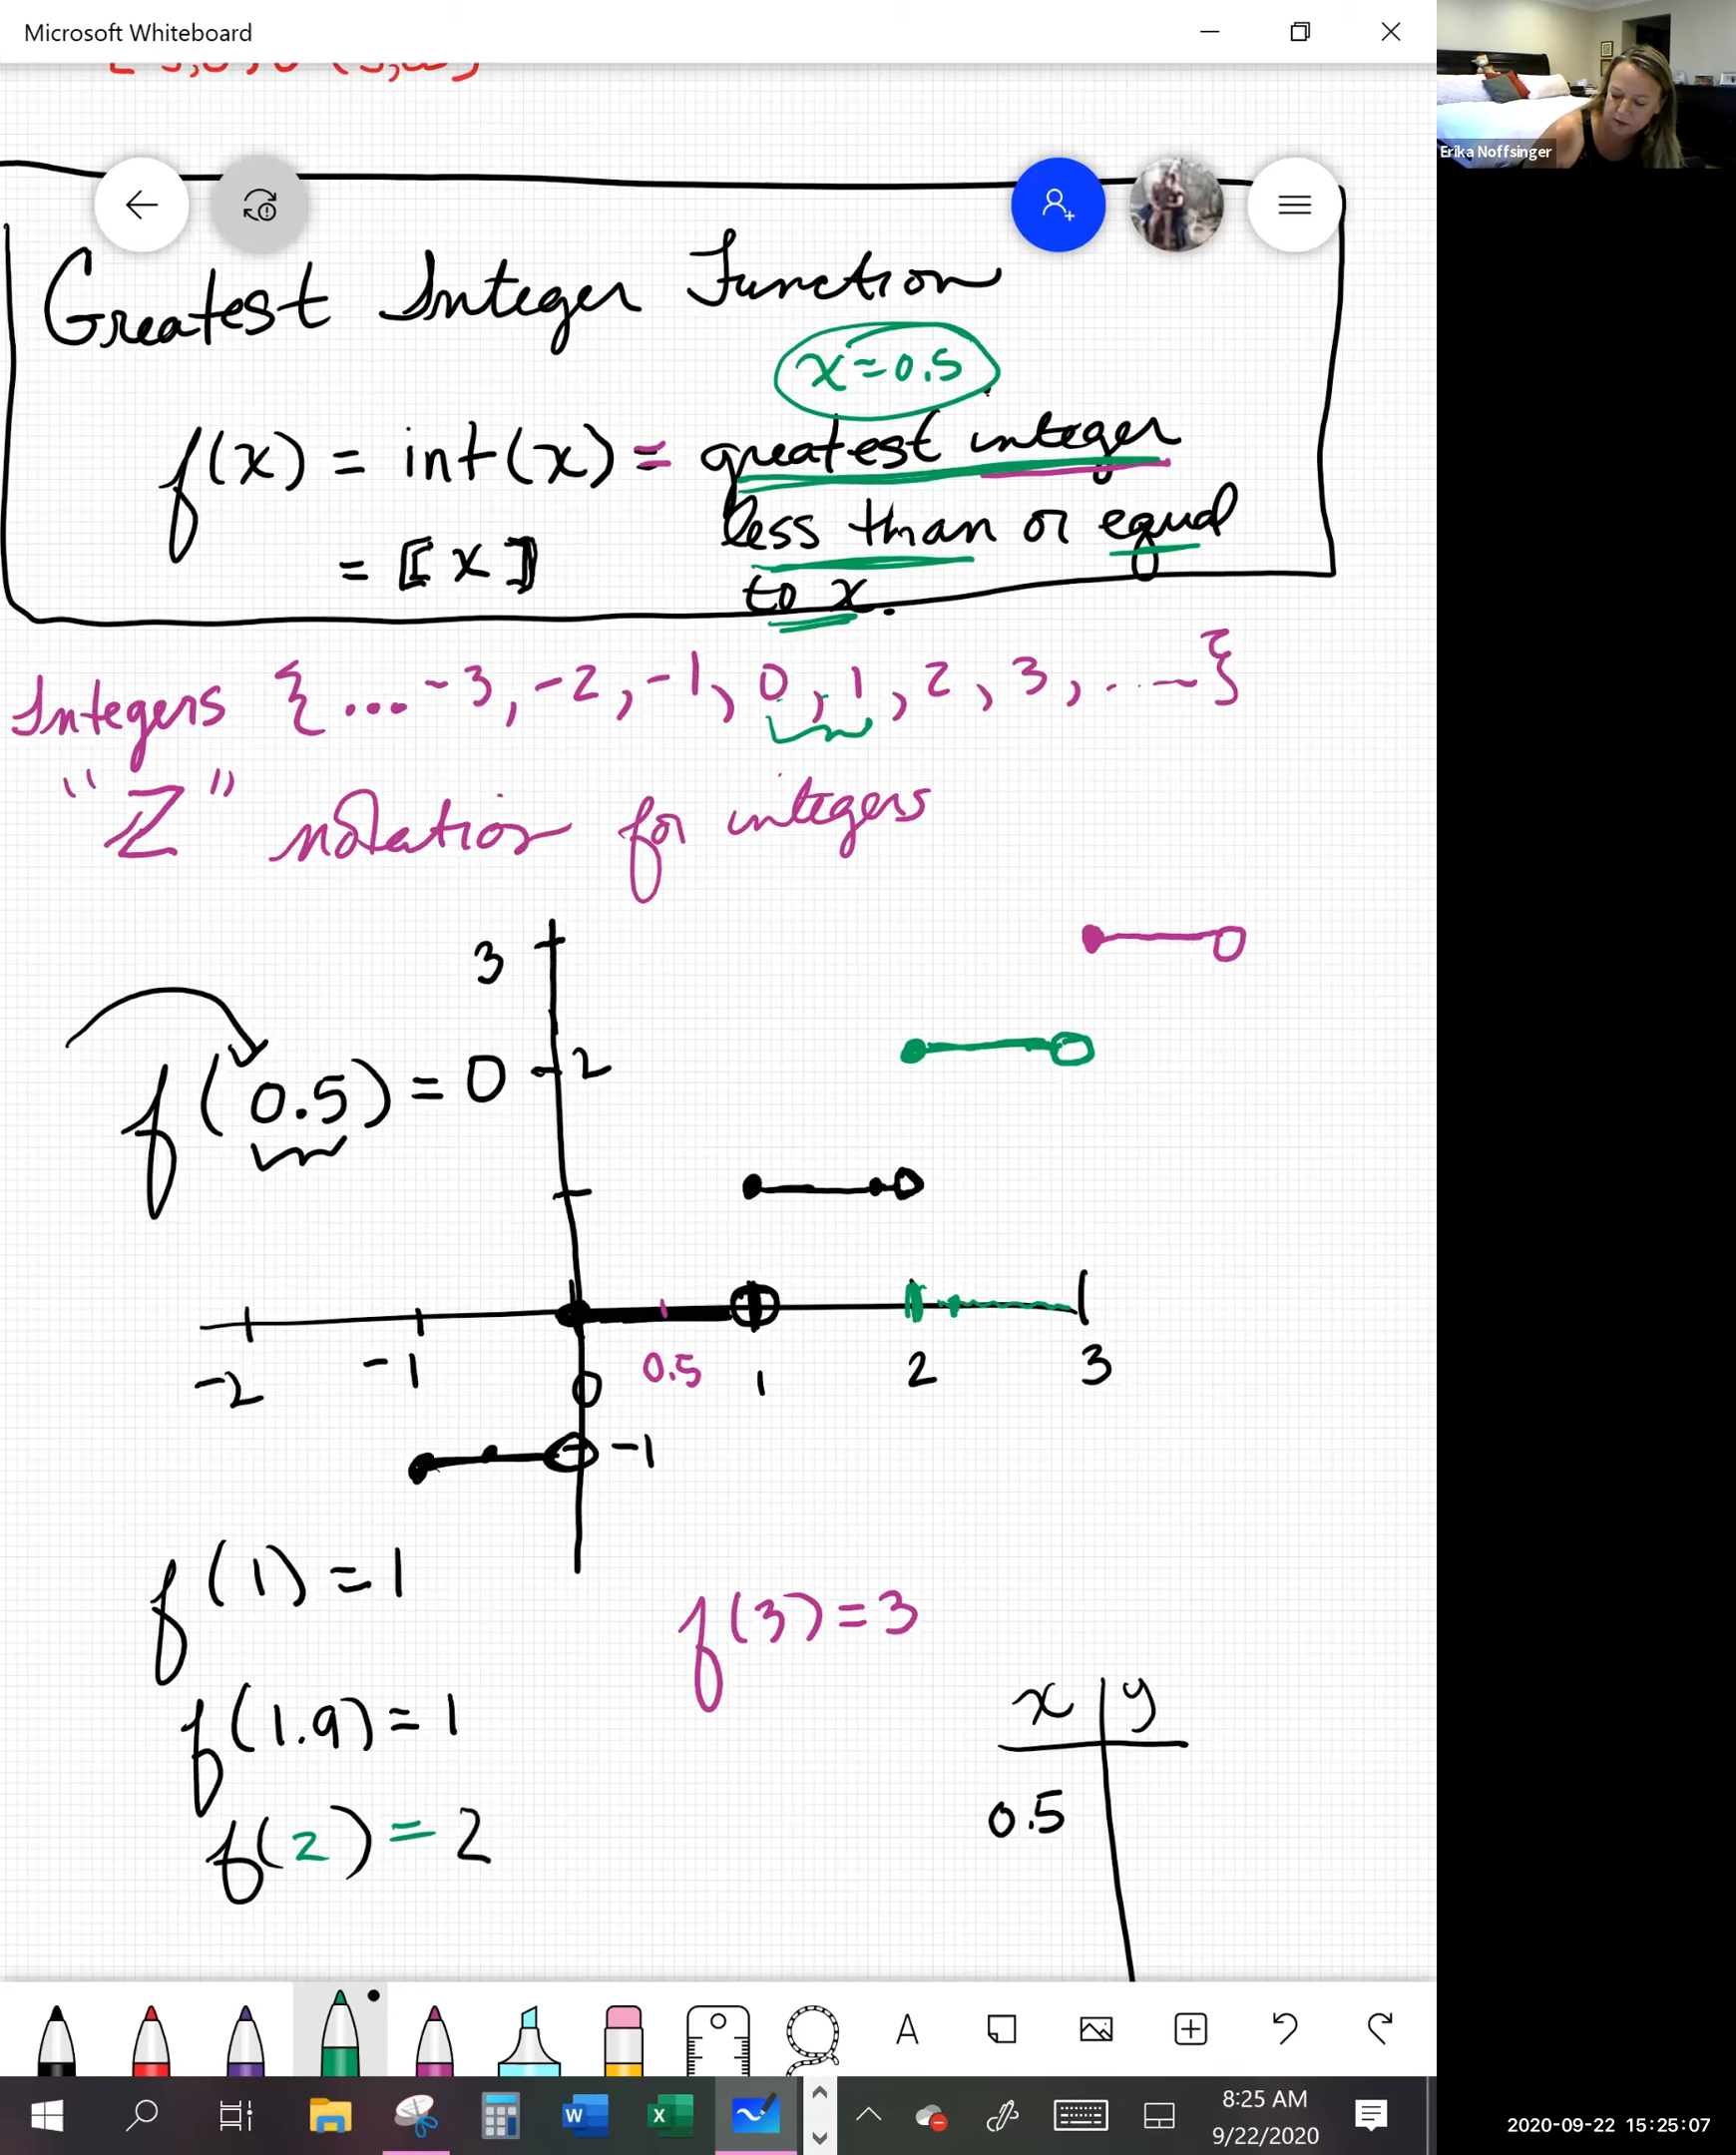 Microsoft Whiteboard
Erika Noffsinger
Greatest Integer Function
x=0.5
f(x) = int(x) = greatest integer
less than or equal
= ⟦x⟧
to x.
Integers {...-3, -2, -1, 0, 1, 2, 3, ...}
"Z" notation for integers
3
f(0.5) = 0
2
-2 -1 0 0.5 1 2 3
-1
f(1) = 1
f(3) = 3
f(1.9) = 1
x | y
0.5
f(2) = 2
8:25 AM
9/22/2020
2020-09-22 15:25:07